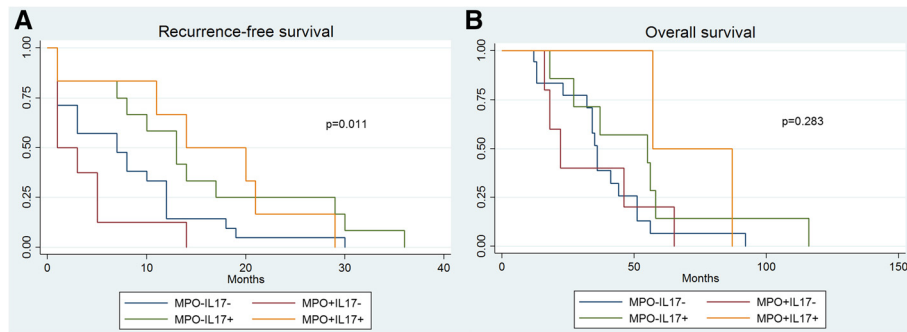 A
Recurrence-free survival
1.00
0.75
0.50
0.25
0.00
p=0.011
0
10
20
30
40
Months
MPO-IL17-
MPO+IL17-
MPO-IL17+
MPO+IL17+
B
Overall survival
1.00
0.75
0.50
0.25
0.00
p=0.283
0
50
100
150
Months
MPO-IL17-
MPO+IL17-
MPO-IL17+
MPO+IL17+